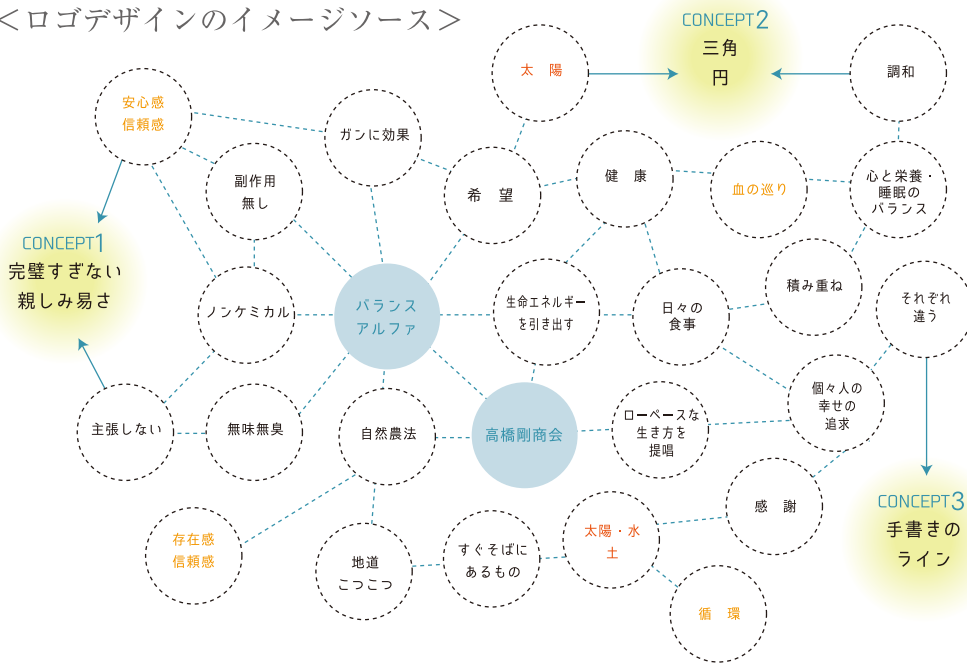 ＜ロゴデザインのイメージソース＞
CONCEPT2
三角
円
太　陽
調和
安心感
信頼感
ガンに効果
副作用
無し
希　望
健　康
血の巡り
心と栄養・
睡眠の
バランス
CONCEPT1
完璧すぎない
親しみ易さ
ノンケミカル
バランス
アルファ
生命エネルギー
を引き出す
日々の
食事
積み重ね
それぞれ
違う
主張しない
無味無臭
自然農法
高橋剛商会
ローペースな
生き方を
提唱
個々人の
幸せの
追求
存在感
信頼感
地道
こつこつ
すぐそばに
あるもの
太陽・水
土
感　謝
CONCEPT3
手書きの
ライン
循　環